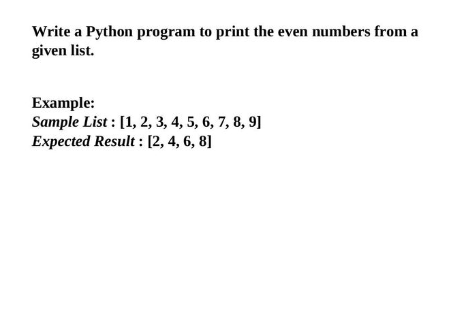 Write a Python program to print the even numbers from a
given list.
Example:
Sample List : [1, 2, 3, 4, 5, 6, 7, 8, 9]
Expected Result : [2, 4, 6, 8]